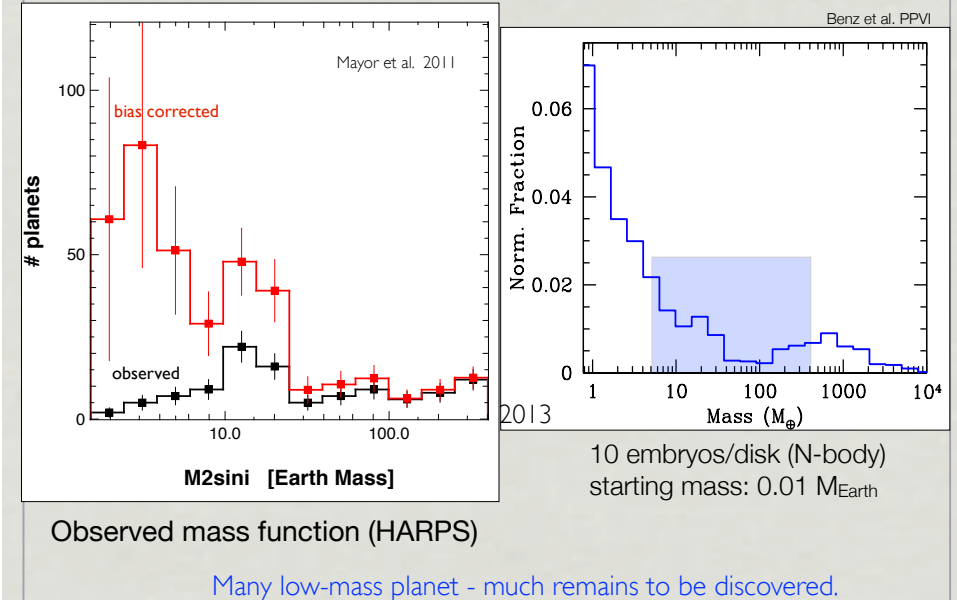 Benz et al. PPVI
Mayor et al. 2011
100
bias corrected
# planets
50
observed
0
10.0 100.0
M2sini [Earth Mass]
0.06
0.04
Norm. Fraction
0.02
0
1 10 100 1000 10⁴
Mass (M⊕)
2013
10 embryos/disk (N-body)
starting mass: 0.01 MEarth
Observed mass function (HARPS)
Many low-mass planet - much remains to be discovered.